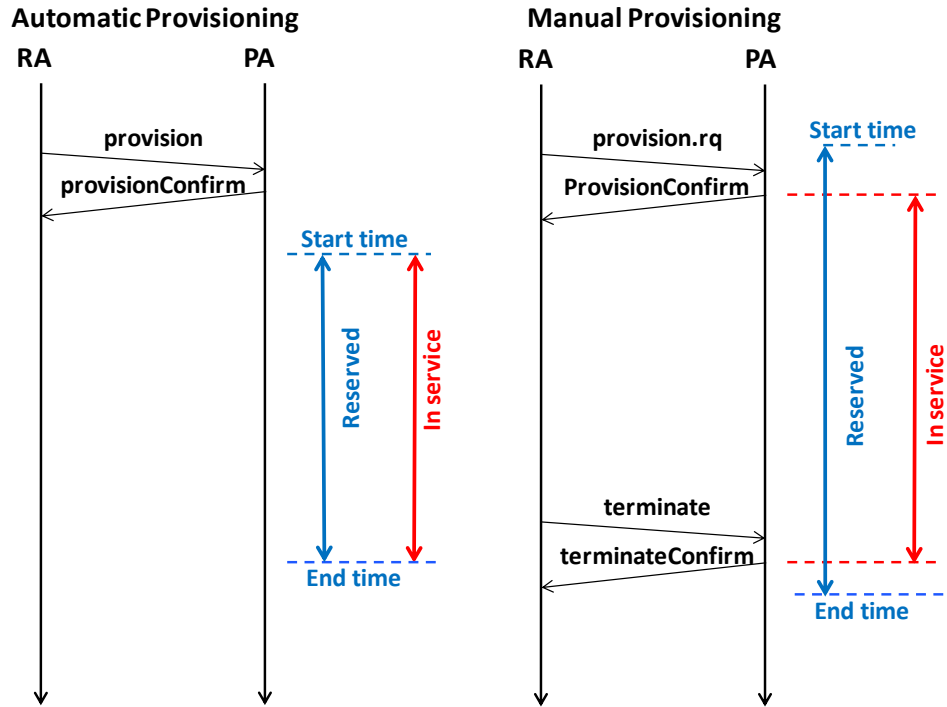 Automatic Provisioning
RA
PA
provision
provisionConfirm
Start time
Reserved
In service
End time
Manual Provisioning
RA
PA
Start time
provision.rq
ProvisionConfirm
Reserved
In service
terminate
terminateConfirm
End time